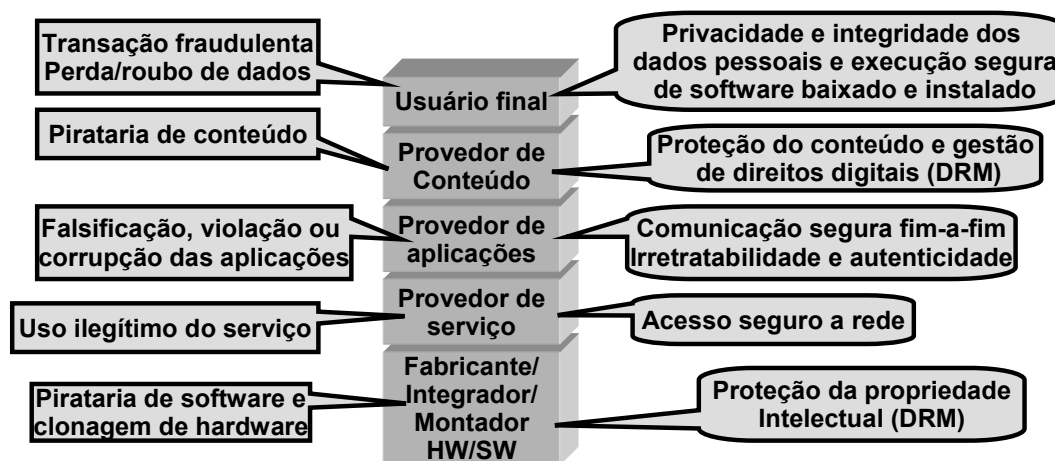 Transação fraudulenta
Perda/roubo de dados
Usuário final
Privacidade e integridade dos
dados pessoais e execução segura
de software baixado e instalado
Pirataria de conteúdo
Provedor de
Conteúdo
Proteção do conteúdo e gestão
de direitos digitais (DRM)
Falsificação, violação ou
corrupção das aplicações
Provedor de
aplicações
Comunicação segura fim-a-fim
Irretratabilidade e autenticidade
Uso ilegítimo do serviço
Provedor de
serviço
Acesso seguro a rede
Pirataria de software e
clonagem de hardware
Fabricante/
Integrador/
Montador
HW/SW
Proteção da propriedade
Intelectual (DRM)